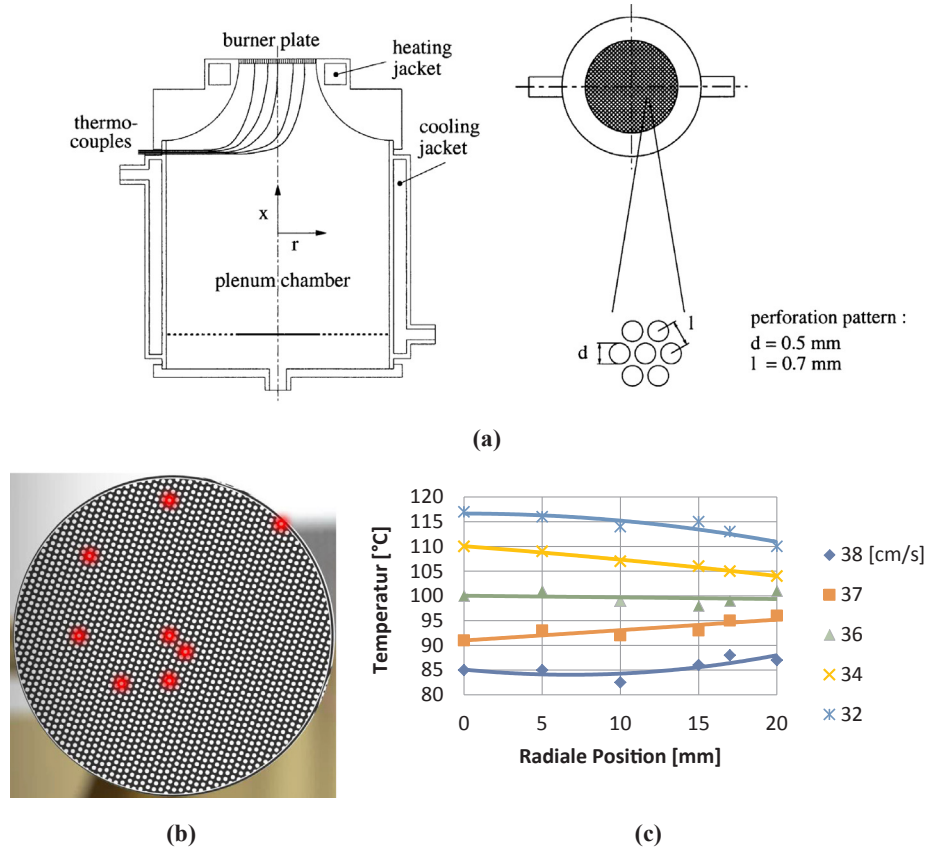 burner plate
heating
jacket
thermo-
couples
cooling
jacket
x
r
plenum chamber
l
d
perforation pattern :
d = 0.5 mm
l = 0.7 mm
(a)
120
115
110
105
100
95
90
85
80
Temperatur [°C]
0 5 10 15 20
Radiale Position [mm]
38 [cm/s]
37
36
34
32
(b)
(c)